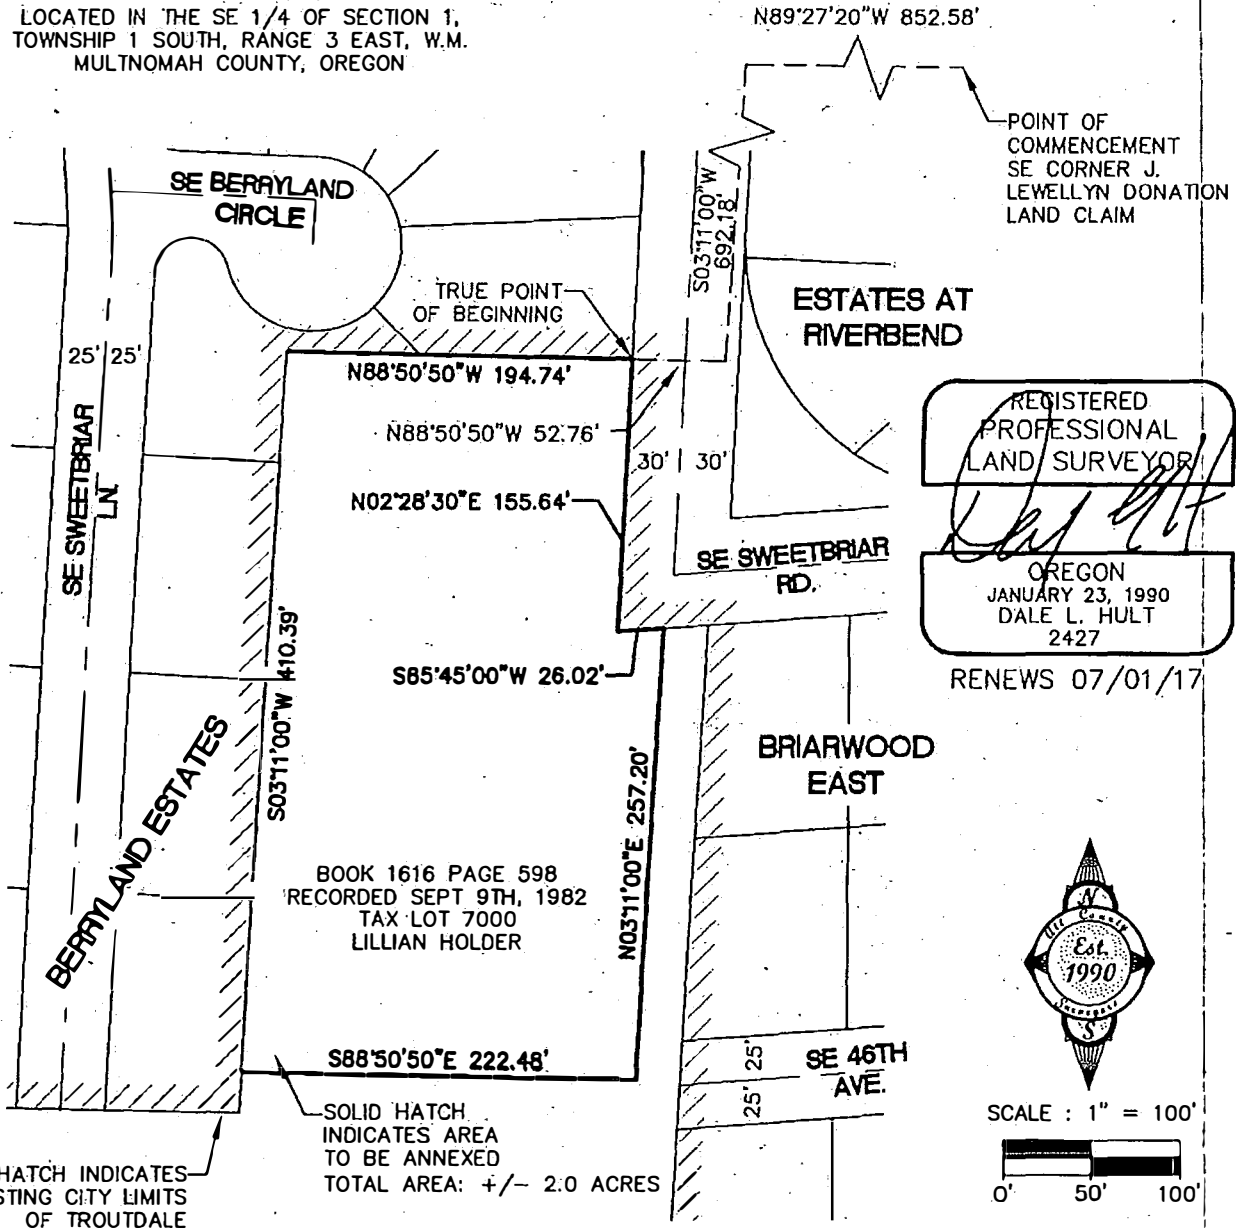 LOCATED IN THE SE 1/4 OF SECTION 1,
TOWNSHIP 1 SOUTH, RANGE 3 EAST, W.M.
MULTNOMAH COUNTY, OREGON
N89°27'20"W 852.58'
POINT OF
COMMENCEMENT
SE CORNER J.
LEWELLYN DONATION
LAND CLAIM
SE BERRYLAND
CIRCLE
S03°11'00"W
692.18'
TRUE POINT
OF BEGINNING
ESTATES AT
RIVERBEND
25' 25'
N88°50'50"W 194.74'
N88°50'50"W 52.76'
30' 30'
N02°28'30"E 155.64'
SE SWEETBRIAR
LN.
SE SWEETBRIAR
RD.
REGISTERED
PROFESSIONAL
LAND SURVEYOR
OREGON
JANUARY 23, 1990
DALE L. HULT
2427
RENEWS 07/01/17
S03°11'00"W 410.39'
S85°45'00"W 26.02'
BRIARWOOD
EAST
BERRYLAND ESTATES
N03°11'00"E 257.20'
BOOK 1616 PAGE 598
RECORDED SEPT 9TH, 1982
TAX LOT 7000
LILLIAN HOLDER
N
All County
Est.
1990
Surveyors
S
S88°50'50"E 222.48'
25' 25'
SE 46TH
AVE.
SOLID HATCH
INDICATES AREA
TO BE ANNEXED
TOTAL AREA: +/- 2.0 ACRES
HATCH INDICATES
STING CITY LIMITS
OF TROUTDALE
SCALE : 1" = 100'
0' 50' 100'